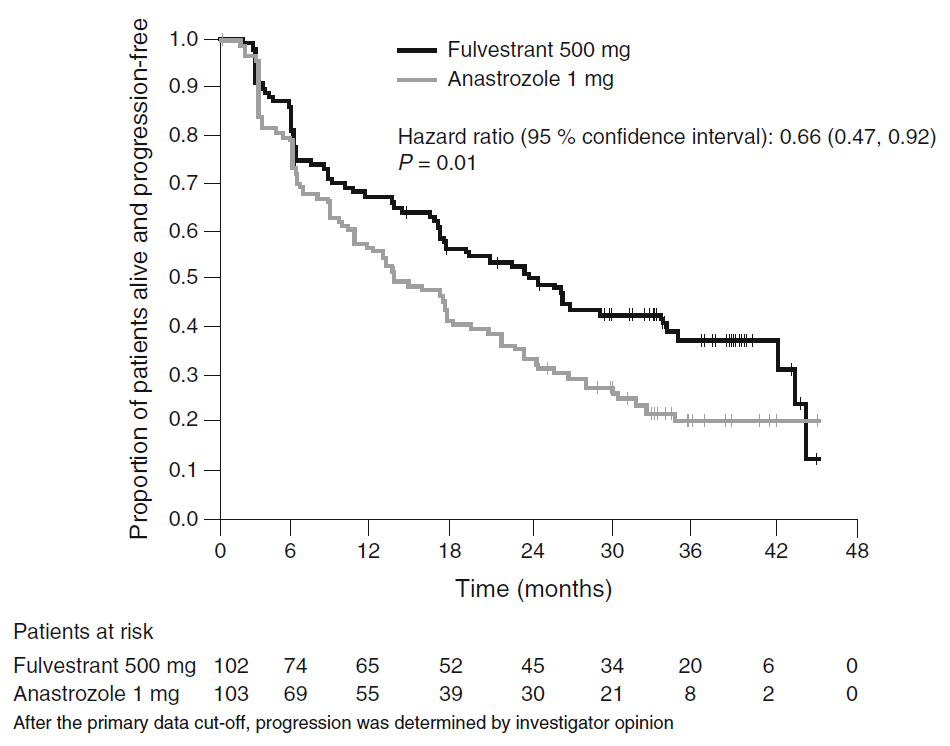 Proportion of patients alive and progression-free
1.0
0.9
0.8
0.7
0.6
0.5
0.4
0.3
0.2
0.1
0.0
Fulvestrant 500 mg
Anastrozole 1 mg
Hazard ratio (95 % confidence interval): 0.66 (0.47, 0.92)
P = 0.01
0 6 12 18 24 30 36 42 48
Time (months)
Patients at risk
Fulvestrant 500 mg 102 74 65 52 45 34 20 6 0
Anastrozole 1 mg 103 69 55 39 30 21 8 2 0
After the primary data cut-off, progression was determined by investigator opinion